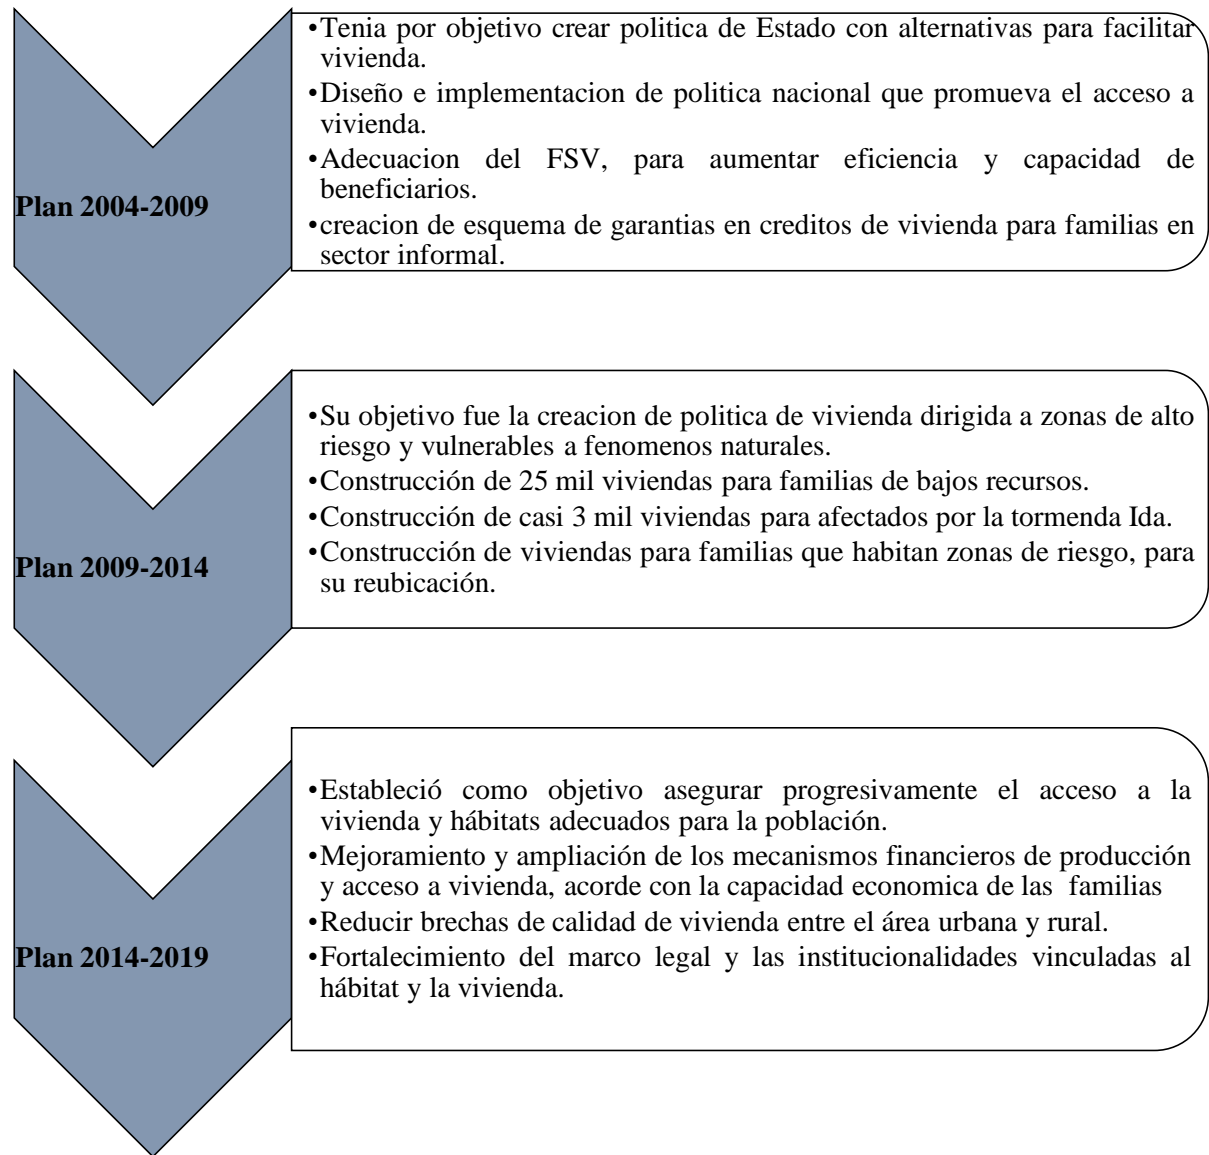 •Tenia por objetivo crear politica de Estado con alternativas para facilitar
vivienda.
•Diseño e implementacion de politica nacional que promueva el acceso a
vivienda.
•Adecuacion del FSV, para aumentar eficiencia y capacidad de
beneficiarios.
•creacion de esquema de garantias en creditos de vivienda para familias en
sector informal.
Plan 2004-2009
•Su objetivo fue la creacion de politica de vivienda dirigida a zonas de alto
riesgo y vulnerables a fenomenos naturales.
•Construcción de 25 mil viviendas para familias de bajos recursos.
•Construcción de casi 3 mil viviendas para afectados por la tormenda Ida.
•Construcción de viviendas para familias que habitan zonas de riesgo, para
su reubicación.
Plan 2009-2014
•Estableció como objetivo asegurar progresivamente el acceso a la
vivienda y hábitats adecuados para la población.
•Mejoramiento y ampliación de los mecanismos financieros de producción
y acceso a vivienda, acorde con la capacidad economica de las familias
•Reducir brechas de calidad de vivienda entre el área urbana y rural.
•Fortalecimiento del marco legal y las institucionalidades vinculadas al
hábitat y la vivienda.
Plan 2014-2019